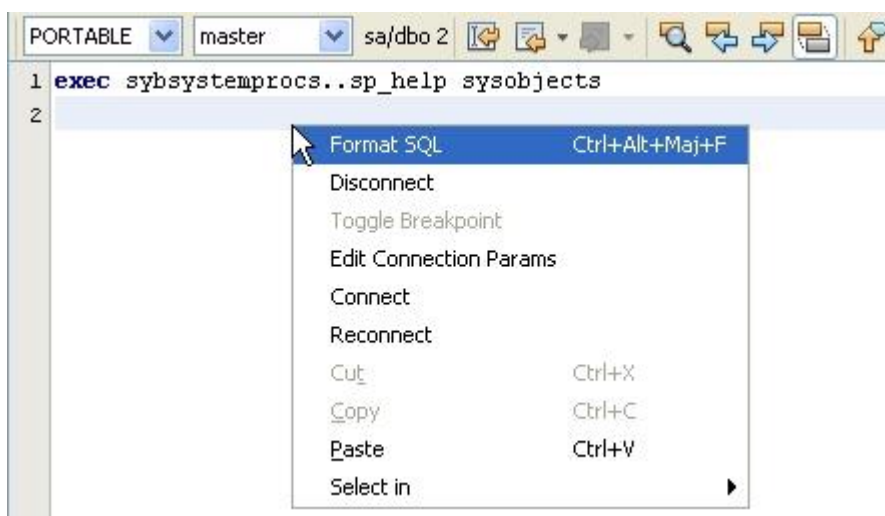 PORTABLE master sa/dbo 2
1 exec sybsystemprocs..sp_help sysobjects
2
Format SQL Ctrl+Alt+Maj+F
Disconnect
Toggle Breakpoint
Edit Connection Params
Connect
Reconnect
Cut Ctrl+X
Copy Ctrl+C
Paste Ctrl+V
Select in